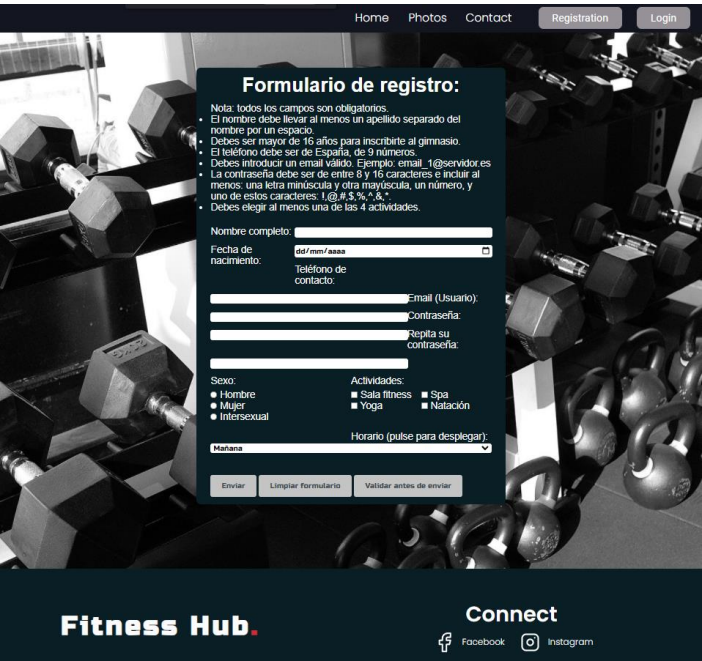 Home Photos Contact Registration Login
Formulario de registro:
Nota: todos los campos son obligatorios.
El nombre debe llevar al menos un apellido separado del
nombre por un espacio.
Debes ser mayor de 16 años para inscribirte al gimnasio.
El teléfono debe ser de España, de 9 números.
Debes introducir un email válido. Ejemplo: email_1@servidor.es
La contraseña debe ser de entre 8 y 16 caracteres e incluir al
menos: una letra minúscula y otra mayúscula, un número, y
uno de estos caracteres: !,@,#,$,%,^,&,*.
Debes elegir al menos una de las 4 actividades.
Nombre completo:
Fecha de
nacimiento:
dd/mm/aaaa
Teléfono de
contacto:
Email (Usuario):
Contraseña:
Repita su
contraseña:
Sexo:
Hombre
Mujer
Intersexual
Actividades:
Sala fitness Spa
Yoga Natación
Horario (pulse para desplegar):
Mañana
Enviar Limpiar formulario Validar antes de enviar
Fitness Hub.
Connect
Facebook Instagram